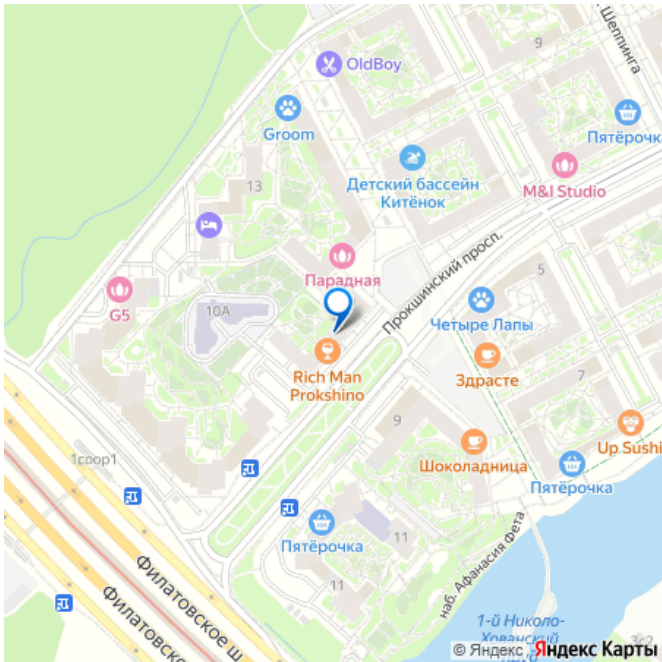 Шеппинга
9
OldBoy
Groom
Пятёрочка
Детский бассейн
Китёнок
M&I Studio
13
Прокшинский просп.
Парадная
5
G5
10А
Четыре Лапы
Rich Man
Prokshino
Здрасте
7
9
Up Sushi
Шоколадница
1соор1
Пятёрочка
Пятёрочка
11
11
наб. Афанасия Фета
Филатовское ш.
Филатовское
1-й Николо-
Хованский
3с2
© Яндекс Яндекс Карты